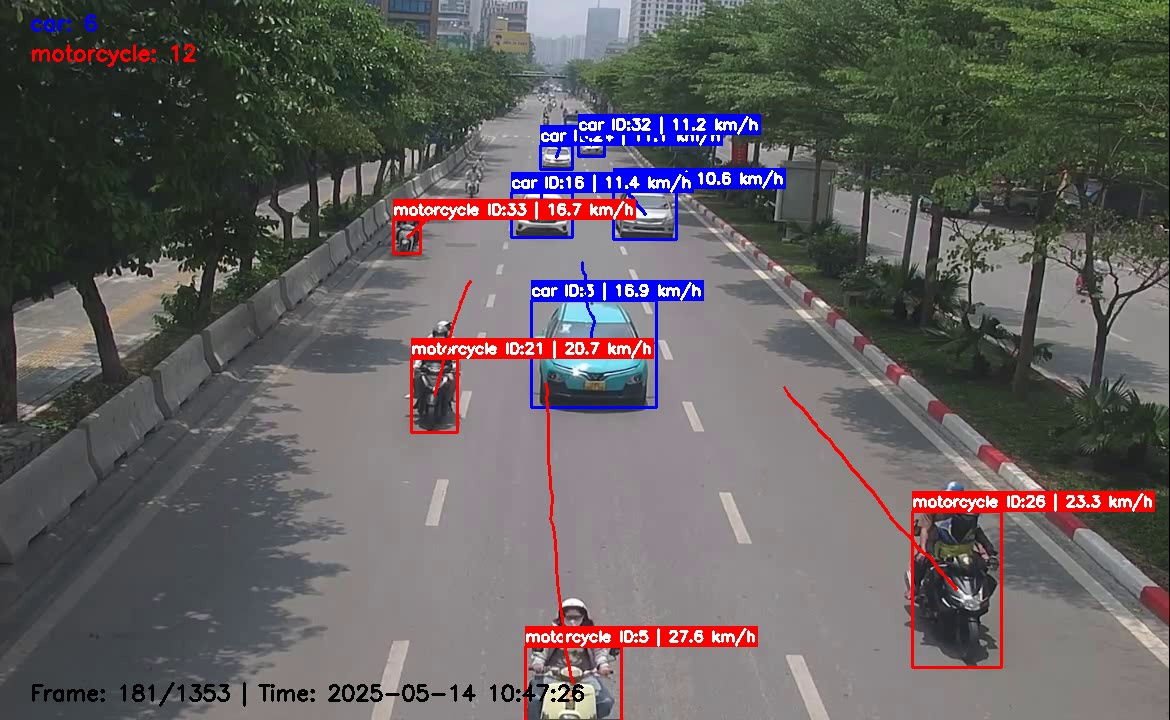 car: 6
motorcycle: 12
car ID:32 | 11.2 km/h
car
km/h
car ID:16 | 11.4 km/h
10.6 km/h
motorcycle ID:33 | 16.7 km/h
car ID:3 | 16.9 km/h
motorcycle ID:21 | 20.7 km/h
motorcycle ID:26 | 23.3 km/h
motorcycle ID:5 | 27.6 km/h
Frame: 181/1353 | Time: 2025-05-14 10:47:26